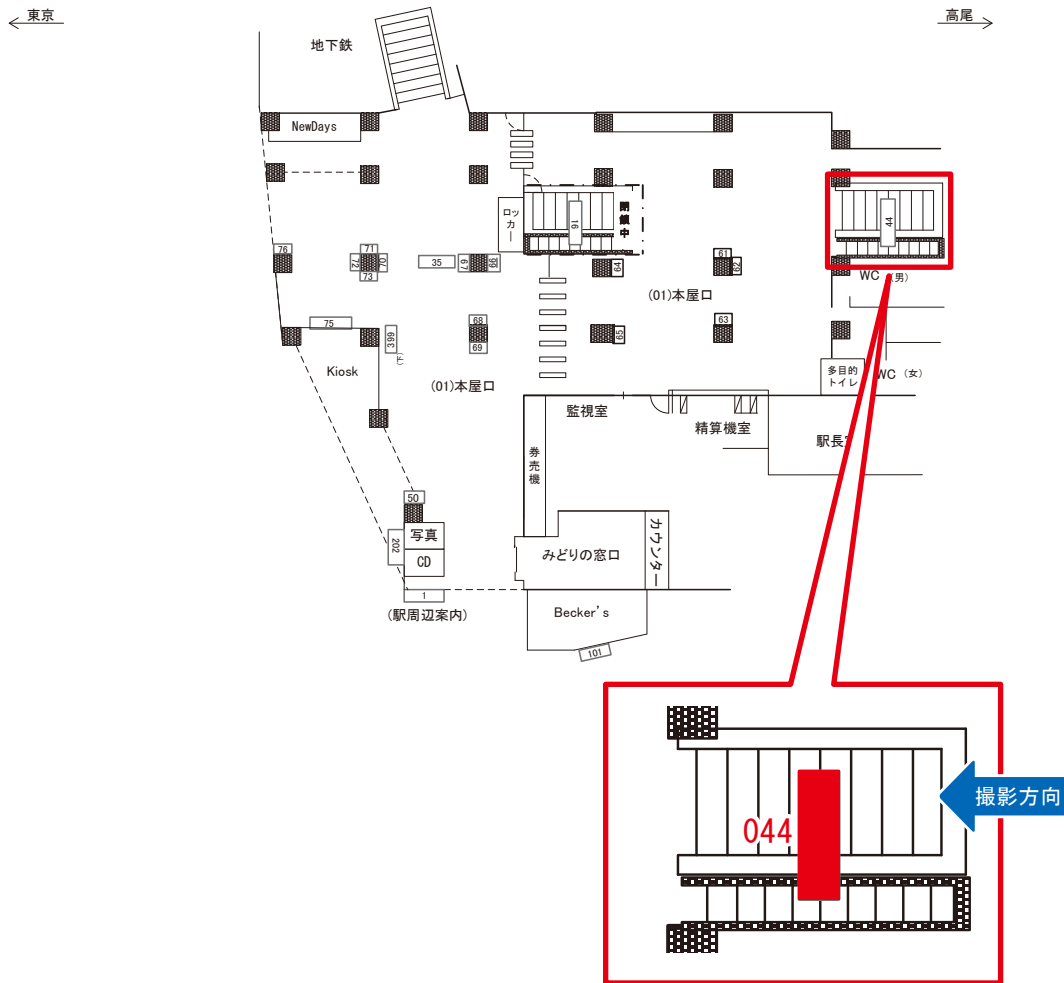 東京
高尾
地下鉄
NewDays
ロッカー
16
閉鎖中
44
76
71
72
70
73
35
67
66
64
61
62
WC（男）
(01)本屋口
75
399
(下)
68
69
65
63
Kiosk
(01)本屋口
多目的
トイレ
WC（女）
監視室
精算機室
駅長室
券売機
50
写真
202
CD
みどりの窓口
カウンター
1
(駅周辺案内)
Becker's
101
撮影方向
044